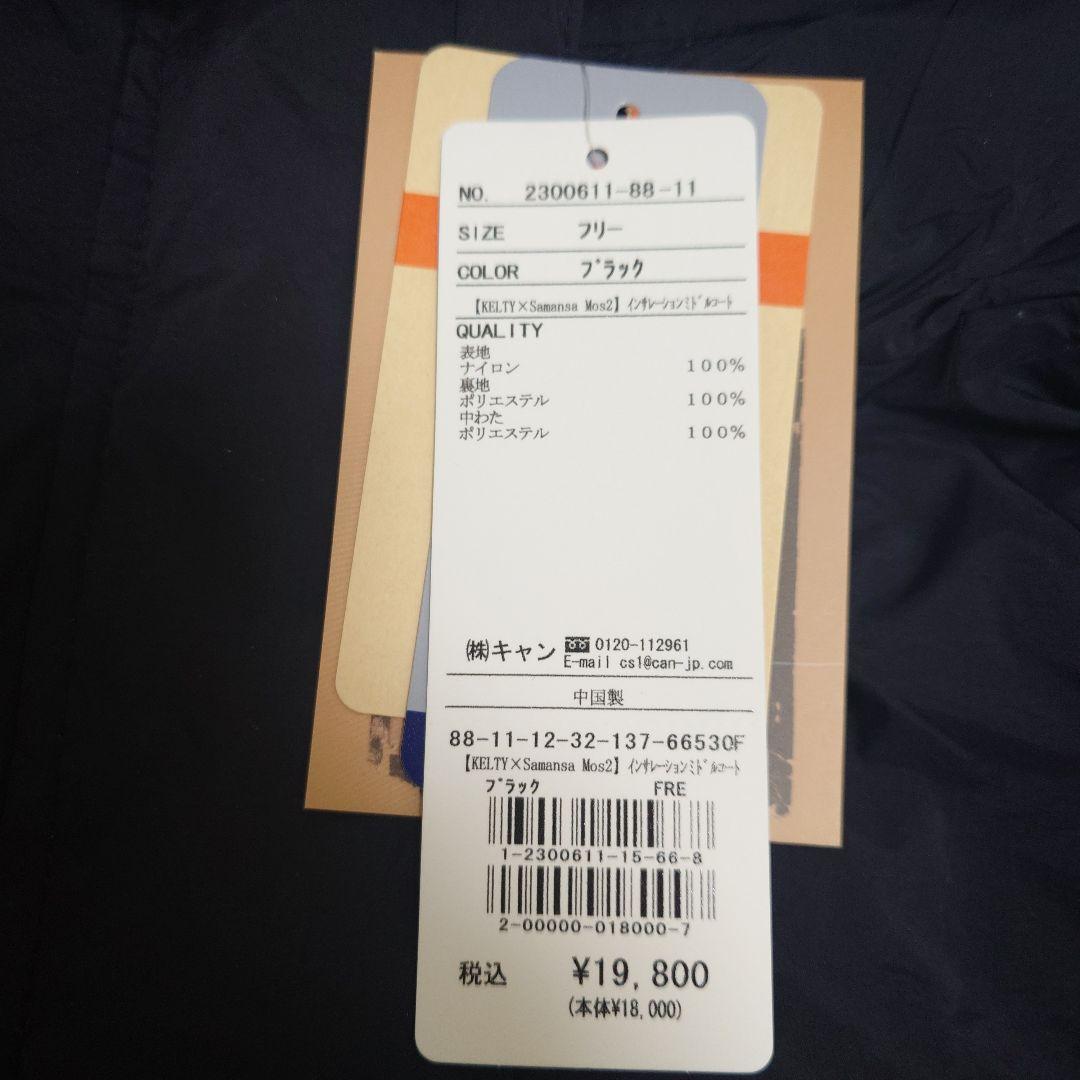 NO. 2300611-88-11
SIZE フリー
COLOR ブラック
【KELTY×Samansa Mos2】インサレーションミドルコート
QUALITY
表地
ナイロン 100%
裏地
ポリエステル 100%
中わた
ポリエステル 100%
㈱キャン 0120-112961
E-mail cs1@can-jp.com
中国製
88-11-12-32-137-66530F
【KELTY×Samansa Mos2】インサレーションミドルコート
ブラック FRE
1-2300611-15-66-8
2-00000-018000-7
税込 ¥19,800
(本体¥18,000)